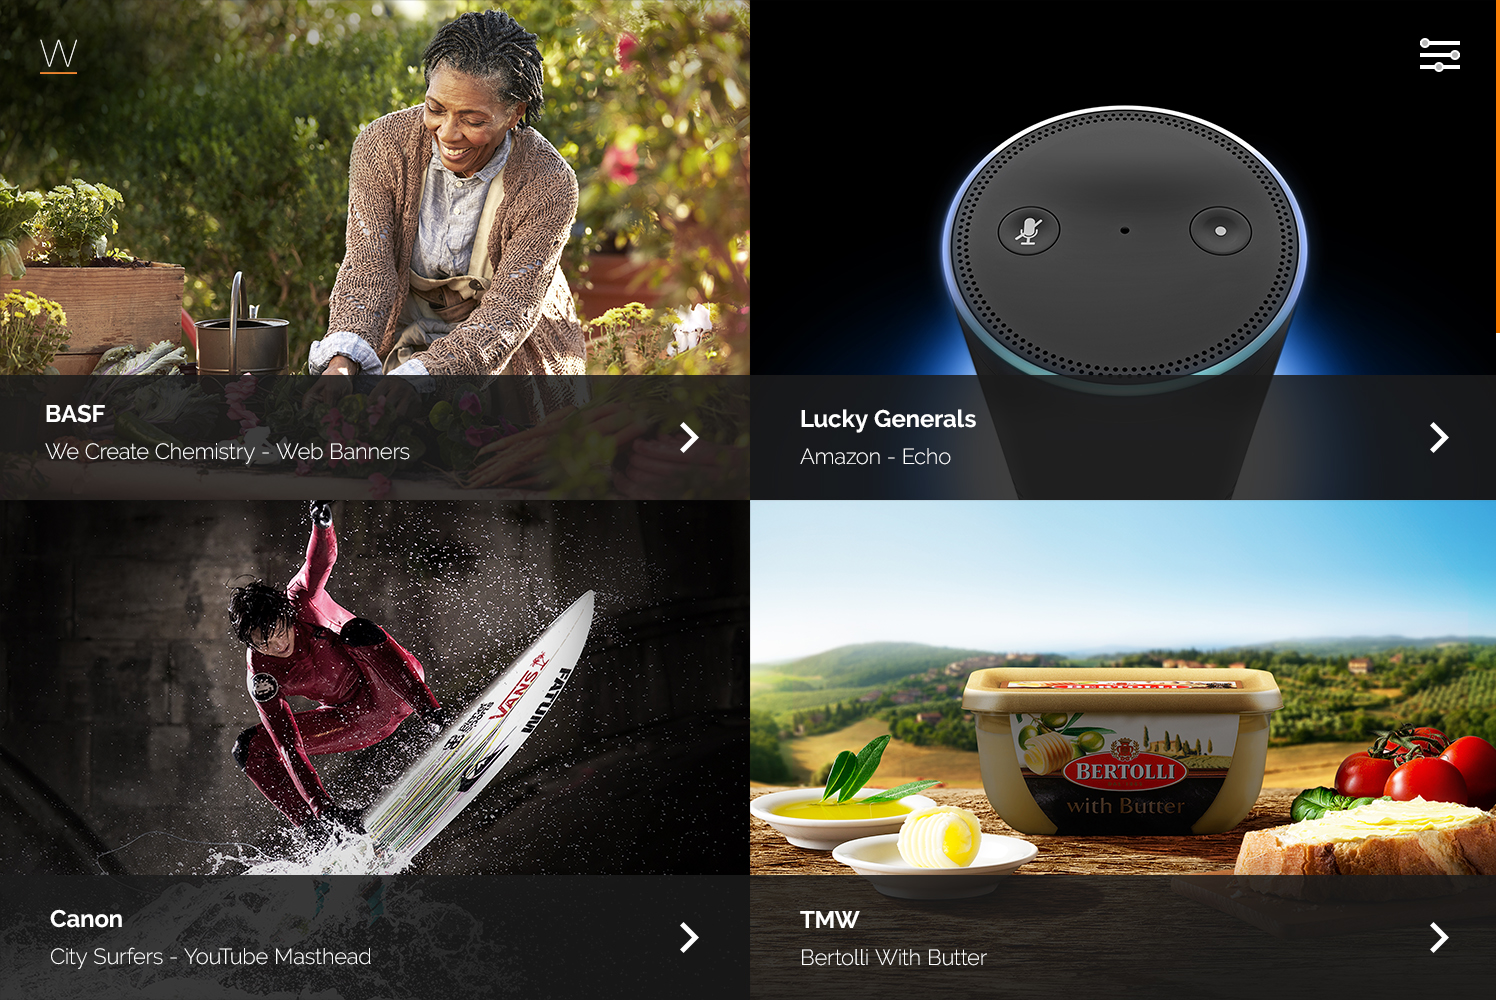 W
BASF
We Create Chemistry - Web Banners
Lucky Generals
Amazon - Echo
VANS
FATUM
Canon
City Surfers - YouTube Masthead
BERTOLLI
BERTOLLI
with Butter
TMW
Bertolli With Butter